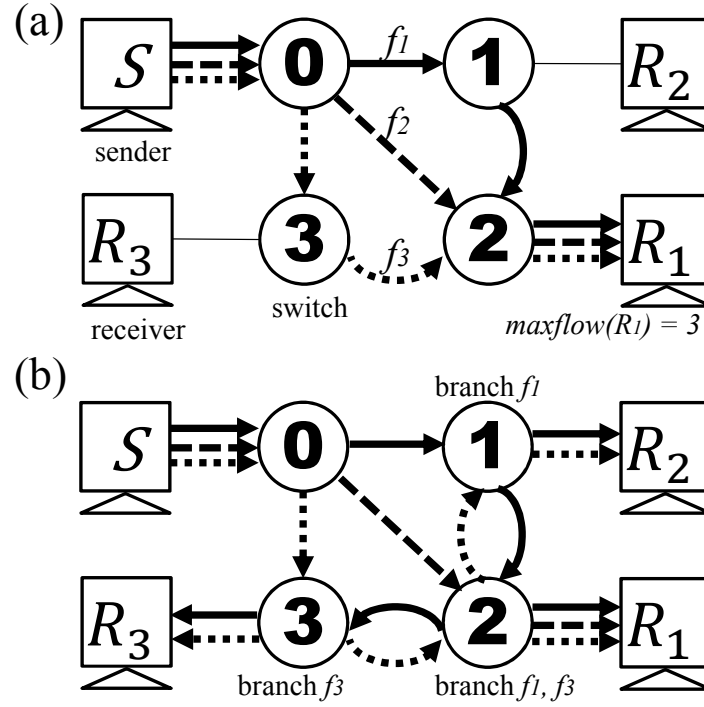 (a)
S 0 f1 1 R2
sender
f2
R3 3 f3 2 R1
receiver
switch
maxflow(R1) = 3
(b)
branch f1
S 0 1 R2
R3 3 2 R1
branch f3
branch f1, f3